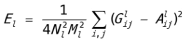 E_l = \frac{1}{4N_l^2 M_l^2} \sum_{i,j} (G_{ij}^l - A_{ij}^l)^2